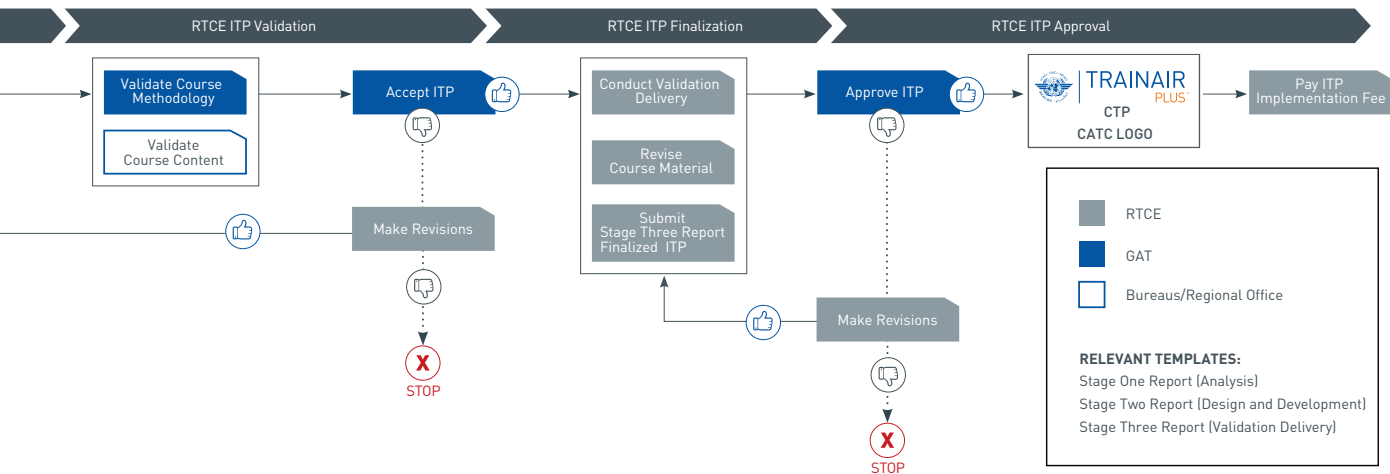 RTCE ITP Validation
RTCE ITP Finalization
RTCE ITP Approval
Validate Course
Methodology
Validate
Course Content
Accept ITP
Make Revisions
X
STOP
Conduct Validation
Delivery
Revise
Course Material
Submit
Stage Three Report
Finalized ITP
Approve ITP
Make Revisions
X
STOP
TRAINAIR
PLUS™
CTP
CATC LOGO
Pay ITP
Implementation Fee
RTCE
GAT
Bureaus/Regional Office
RELEVANT TEMPLATES:
Stage One Report (Analysis)
Stage Two Report (Design and Development)
Stage Three Report (Validation Delivery)